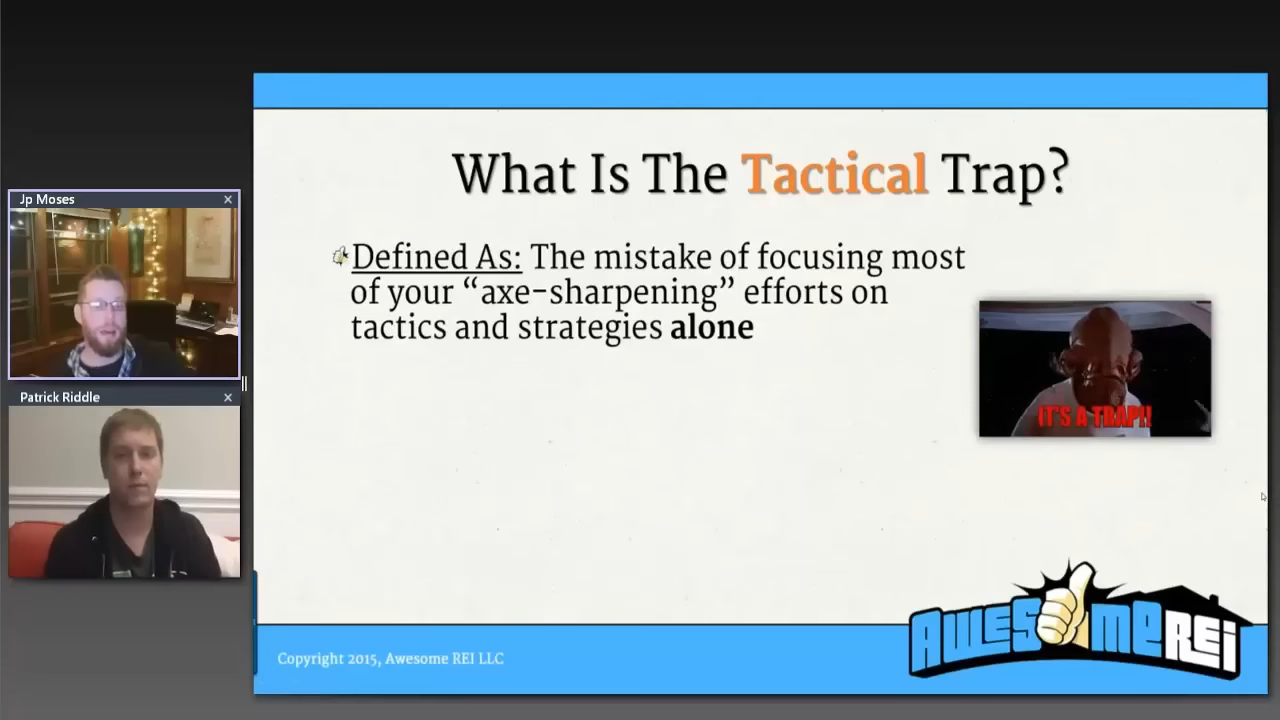 Jp Moses
Patrick Riddle
What Is The Tactical Trap?
Defined As: The mistake of focusing most
of your “axe-sharpening” efforts on
tactics and strategies alone
IT'S A TRAP!!
Copyright 2015, Awesome REI LLC
AWESOME REI